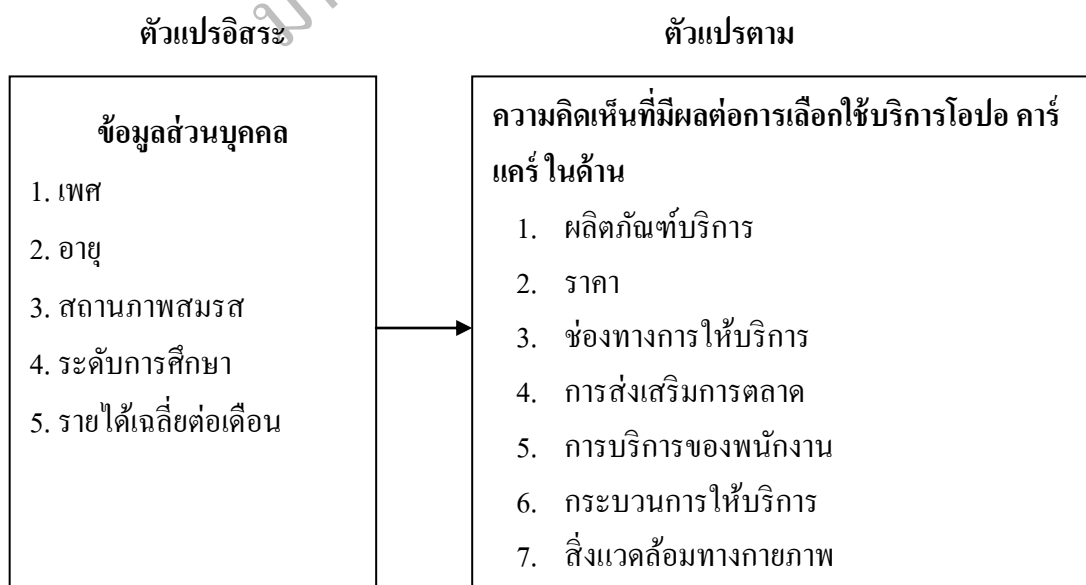 ตัวแปรอิสระ
ตัวแปรตาม
ข้อมูลส่วนบุคคล
1. เพศ
2. อายุ
3. สถานภาพสมรส
4. ระดับการศึกษา
5. รายได้เฉลี่ยต่อเดือน
ความคิดเห็นที่มีผลต่อการเลือกใช้บริการโอปอ คาร์
แคร์ ในด้าน
1. ผลิตภัณฑ์บริการ
2. ราคา
3. ช่องทางการให้บริการ
4. การส่งเสริมการตลาด
5. การบริการของพนักงาน
6. กระบวนการให้บริการ
7. สิ่งแวดล้อมทางกายภาพ